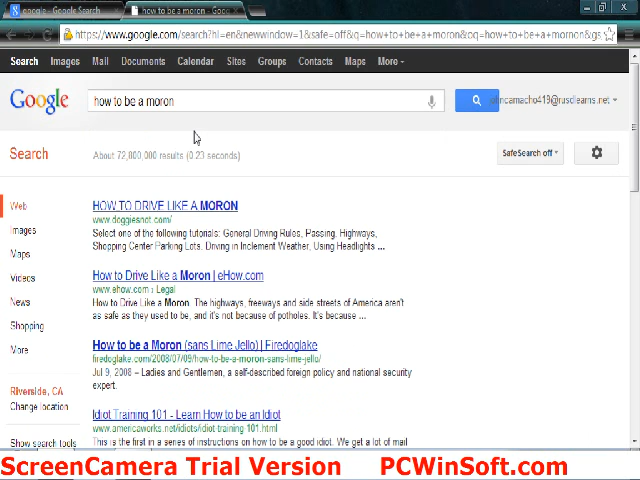 google - Google Search
how to be a moron - Goo
https://www.google.com/search?hl=en&newwindow=1&safe=off&q=how+to+be+a+moron&oq=how+to+be+a+mornon&gs
Search Images Mail Documents Calendar Sites Groups Contacts Maps More
Google
how to be a moron
Search
About 72,800,000 results (0.23 seconds)
SafeSearch off
Web
Images
Maps
Videos
News
Shopping
More
Riverside, CA
Change location
Show search tools
HOW TO DRIVE LIKE A MORON
www.doggiesnot.com/
Select one of the following tutorials: General Driving Rules, Passing, Highways,
Shopping Center Parking Lots. Driving in Inclement Weather, Using Headlights ...
How to Drive Like a Moron | eHow.com
www.ehow.com › Legal
How to Drive Like a Moron. The highways, freeways and side streets of America aren't
as safe as they used to be, and it's not because of potholes. It's because ...
How to be a Moron (sans Lime Jello) | Firedoglake
firedoglake.com/2008/07/09/how-to-be-a-moron-sans-lime-jello/
Jul 9, 2008 – Ladies and Gentlemen, a self-described foreign policy and national security
expert.
Idiot Training 101 - Learn How to be an Idiot
www.americaworks.net/idiots/idiot-training-101.html
This is the first in a series of instructions on how to be a good idiot. We get a lot of mail
ScreenCamera Trial Version PCWinSoft.com